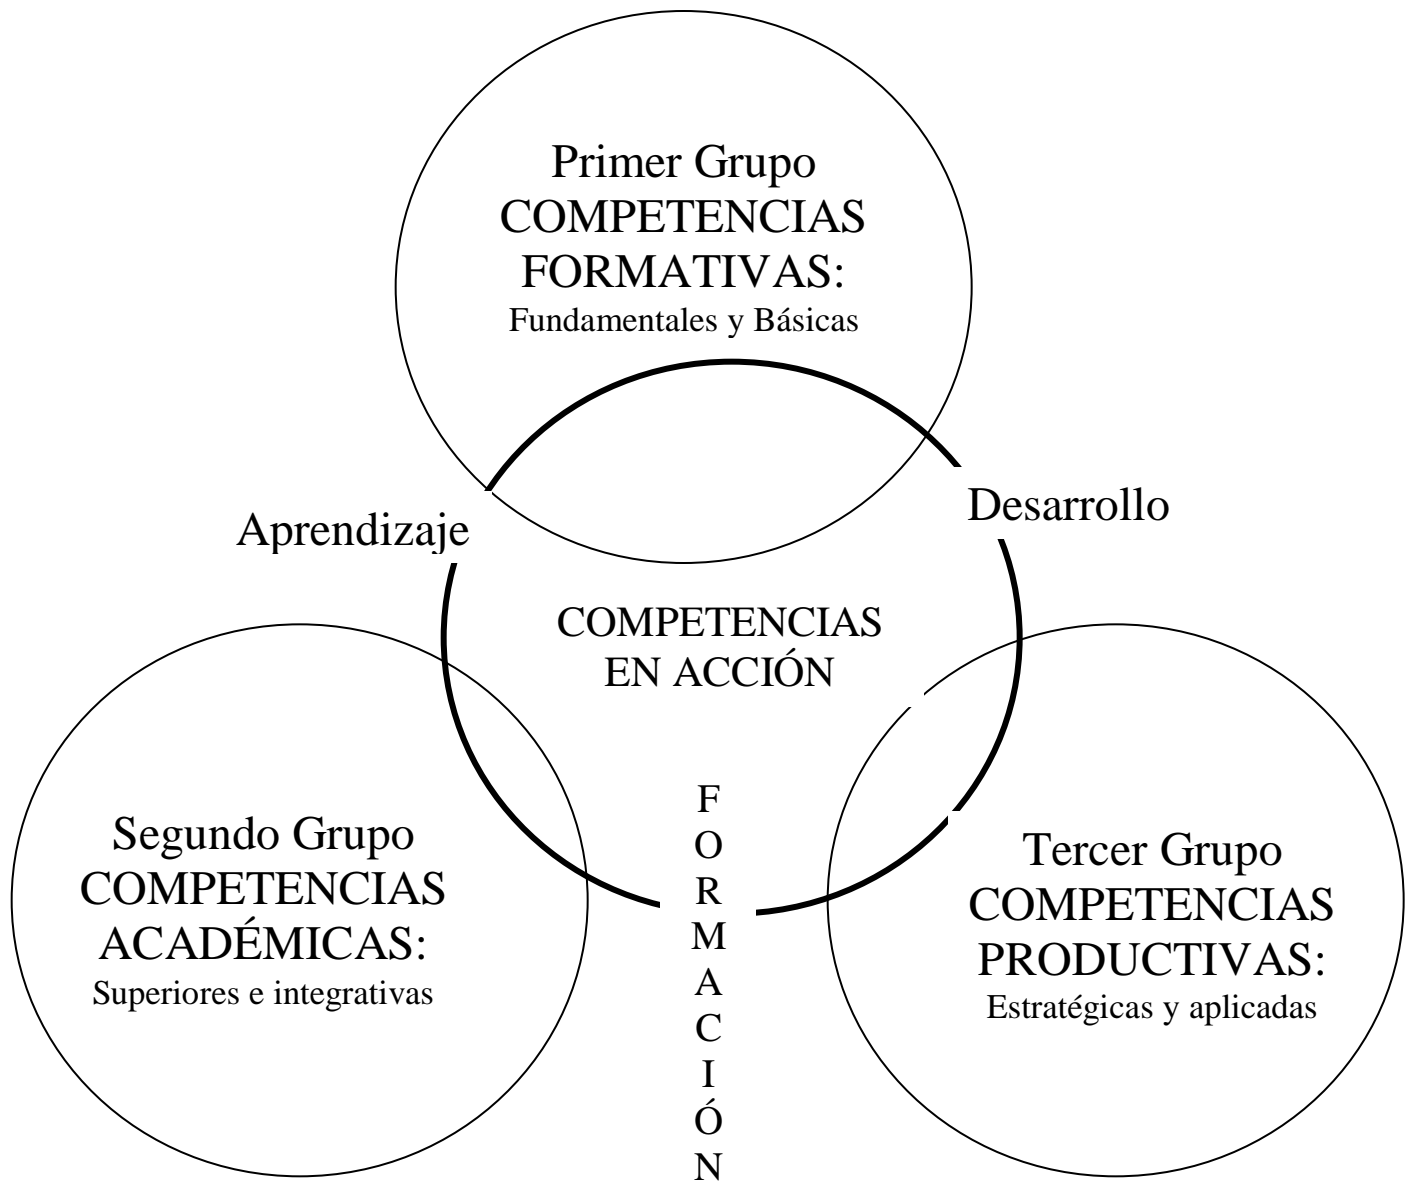 Primer Grupo
COMPETENCIAS
FORMATIVAS:
Fundamentales y Básicas
Aprendizaje
Desarrollo
COMPETENCIAS
EN ACCIÓN
Segundo Grupo
COMPETENCIAS
ACADÉMICAS:
Superiores e integrativas
F
O
R
M
A
C
I
Ó
N
Tercer Grupo
COMPETENCIAS
PRODUCTIVAS:
Estratégicas y aplicadas